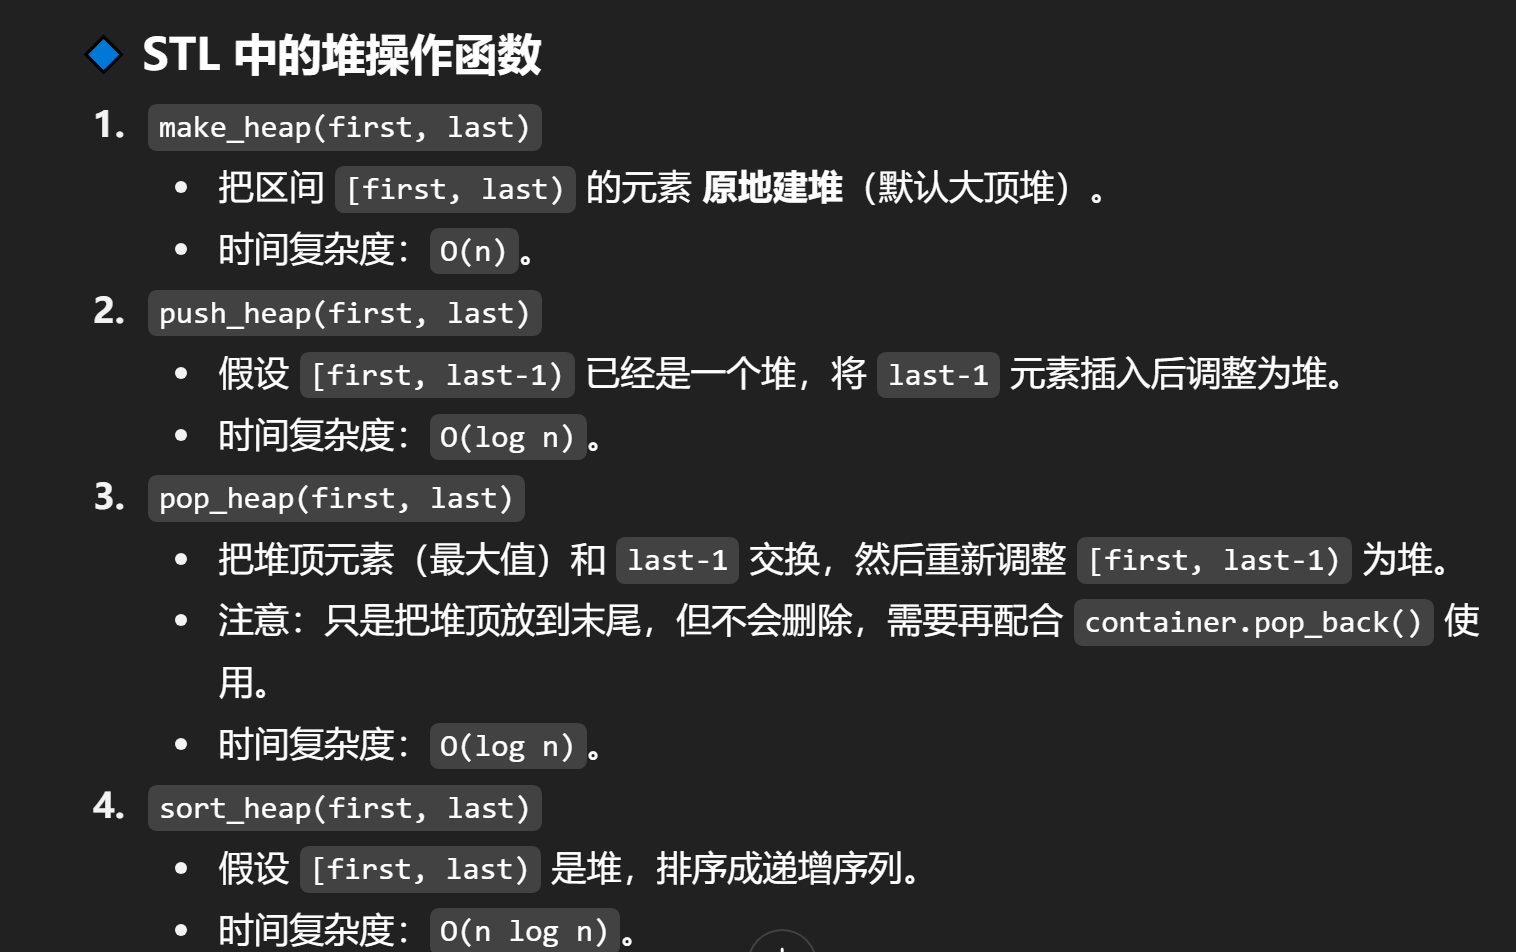 STL 中的堆操作函数
1. make_heap(first, last)
• 把区间 [first, last) 的元素 原地建堆（默认大顶堆）。
• 时间复杂度：O(n)。
2. push_heap(first, last)
• 假设 [first, last-1) 已经是一个堆，将 last-1 元素插入后调整为堆。
• 时间复杂度：O(log n)。
3. pop_heap(first, last)
• 把堆顶元素（最大值）和 last-1 交换，然后重新调整 [first, last-1) 为堆。
• 注意：只是把堆顶放到末尾，但不会删除，需要再配合 container.pop_back() 使
用。
• 时间复杂度：O(log n)。
4. sort_heap(first, last)
• 假设 [first, last) 是堆，排序成递增序列。
• 时间复杂度：O(n log n)。